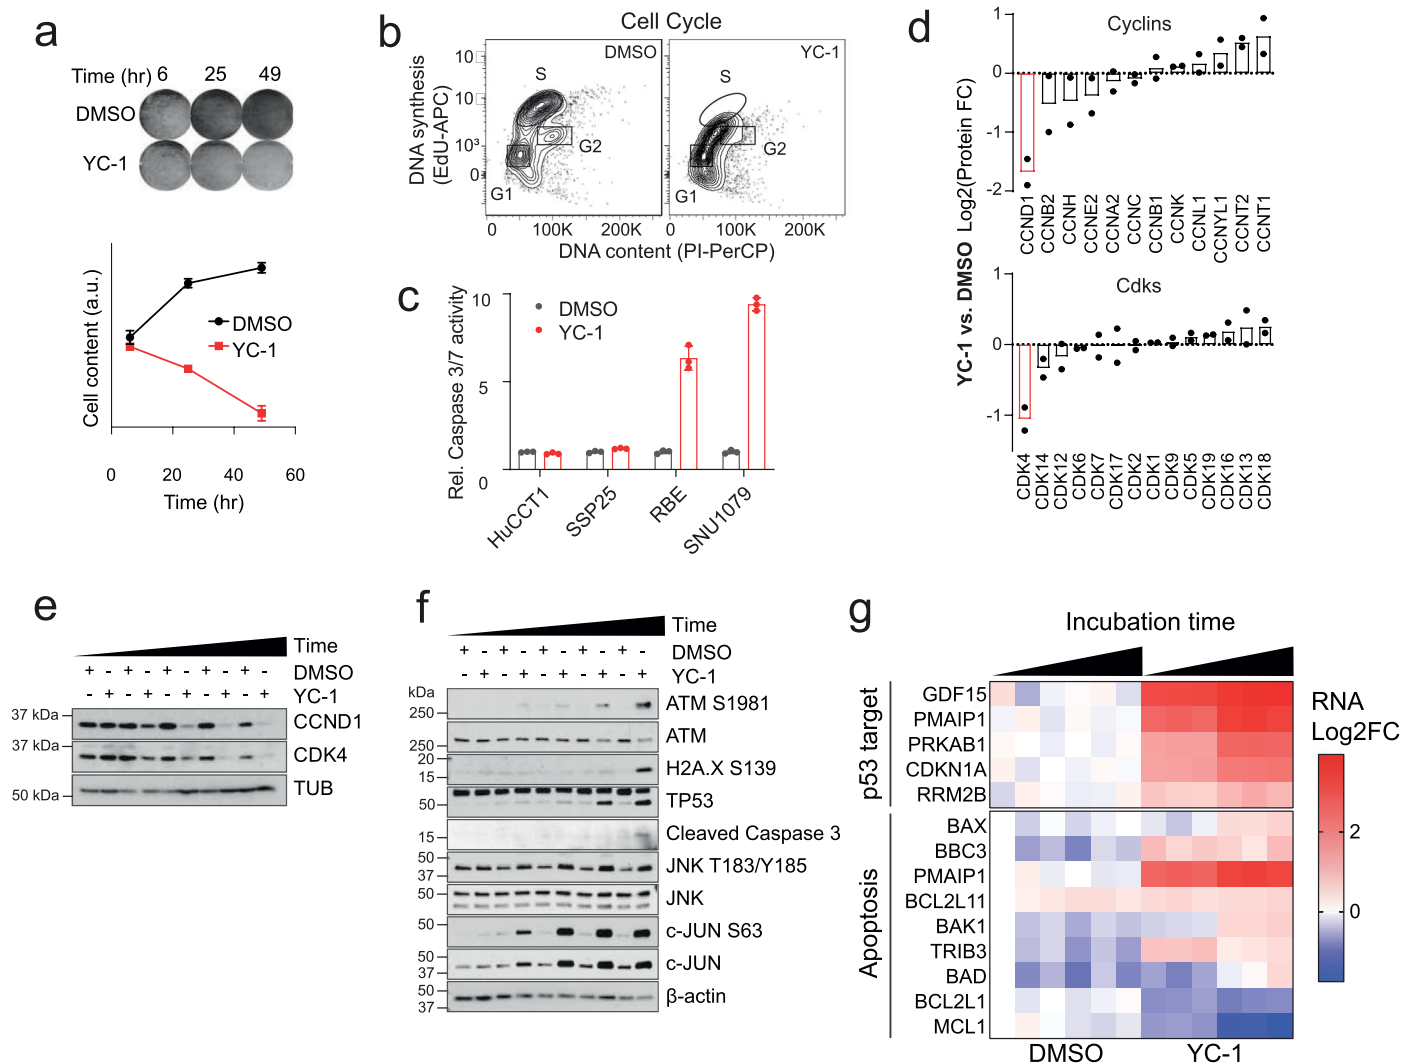 a
Time (hr) 6 25 49
DMSO
YC-1
Cell content (a.u.)
DMSO
YC-1
0 20 40 60
Time (hr)
b
Cell Cycle
DNA synthesis
(EdU-APC)
10
10
10³
0
DMSO
S
G2
G1
YC-1
S
G2
G1
0 100K 200K 0 100K 200K
DNA content (PI-PerCP)
c
Rel. Caspase 3/7 activity
10
5
0
DMSO
YC-1
HuCCT1
SSP25
RBE
SNU1079
d
YC-1 vs. DMSO Log2(Protein FC)
Cyclins
1
0
-1
-2
CCND1
CCNB2
CCNH
CCNE2
CCNA2
CCNC
CCNB1
CCNK
CCNL1
CCNYL1
CCNT2
CCNT1
Cdks
1
0
-1
CDK4
CDK14
CDK12
CDK6
CDK7
CDK17
CDK2
CDK1
CDK9
CDK5
CDK19
CDK16
CDK13
CDK18
e
Time
+ - + - + - + - + - DMSO
- + - + - + - + - + YC-1
37 kDa CCND1
37 kDa CDK4
50 kDa TUB
f
Time
+ - + - + - + - + - DMSO
- + - + - + - + - + YC-1
kDa
250 ATM S1981
250 ATM
20
15 H2A.X S139
50 TP53
15 Cleaved Caspase 3
50
37 JNK T183/Y185
50 JNK
50 c-JUN S63
50
37 c-JUN
50
37 β-actin
g
Incubation time
p53 target
GDF15
PMAIP1
PRKAB1
CDKN1A
RRM2B
Apoptosis
BAX
BBC3
PMAIP1
BCL2L11
BAK1
TRIB3
BAD
BCL2L1
MCL1
DMSO YC-1
RNA
Log2FC
2
0